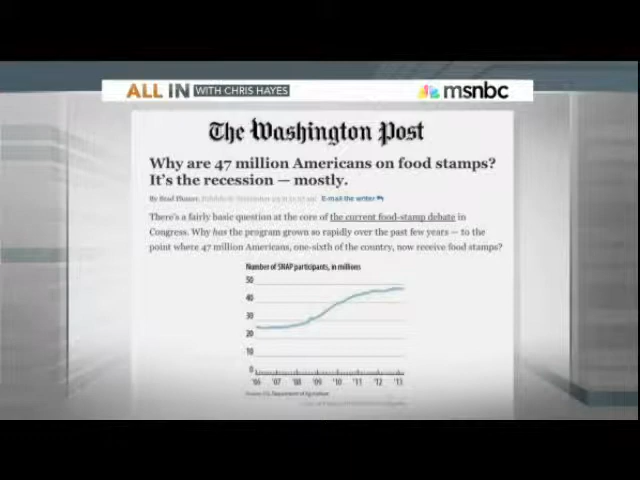 ALL IN WITH CHRIS HAYES
msnbc
The Washington Post
Why are 47 million Americans on food stamps?
It's the recession — mostly.
By Brad Plumer, E-mail the writer
There's a fairly basic question at the core of the current food-stamp debate in
Congress. Why has the program grown so rapidly over the past few years — to the
point where 47 million Americans, one-sixth of the country, now receive food stamps?
Number of SNAP participants, in millions
50
40
30
20
10
0
'06 '07 '08 '09 '10 '11 '12 '13
Department of Agriculture